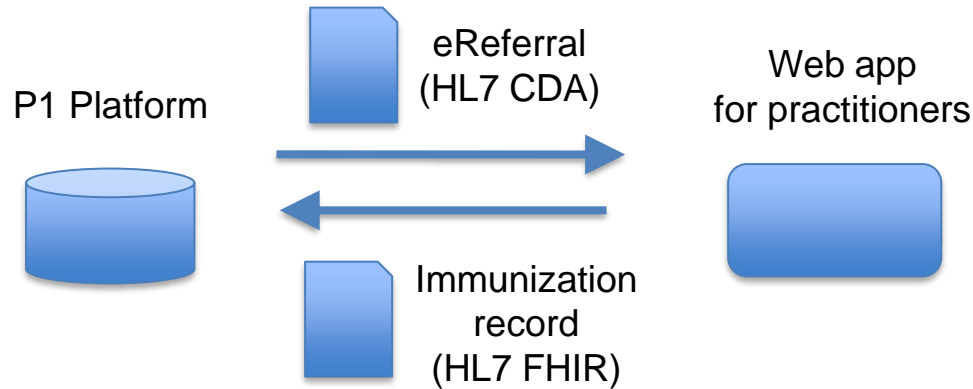 P1 Platform
eReferral
(HL7 CDA)
Web app
for practitioners
Immunization
record
(HL7 FHIR)